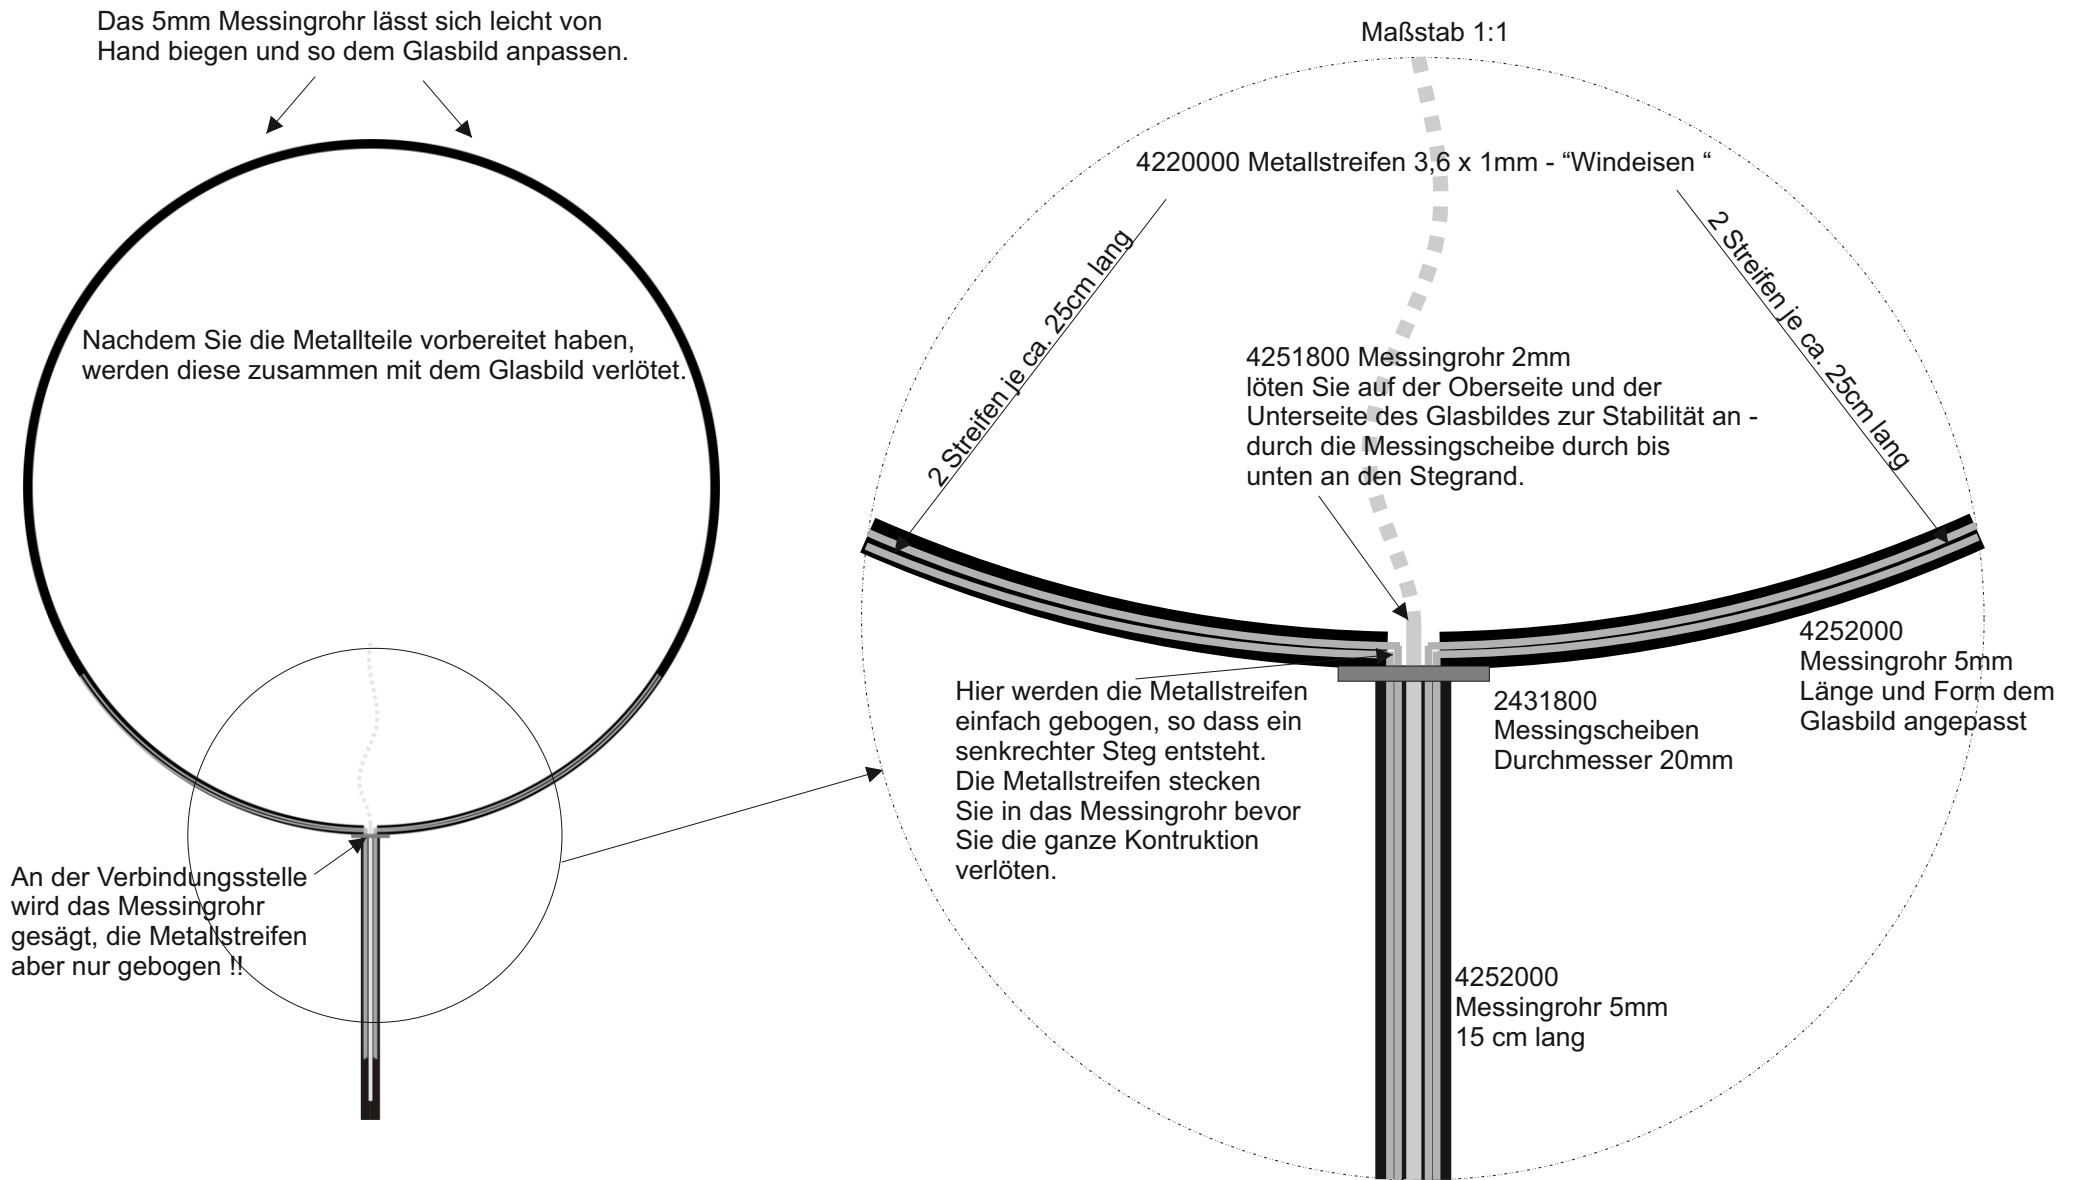 Das 5mm Messingrohr lässt sich leicht von
Hand biegen und so dem Glasbild anpassen.
Nachdem Sie die Metallteile vorbereitet haben,
werden diese zusammen mit dem Glasbild verlötet.
An der Verbindungsstelle
wird das Messingrohr
gesägt, die Metallstreifen
aber nur gebogen !!
Maßstab 1:1
4220000 Metallstreifen 3,6 x 1mm - “Windeisen “
2 Streifen je ca. 25cm lang
2 Streifen je ca. 25cm lang
4251800 Messingrohr 2mm
löten Sie auf der Oberseite und der
Unterseite des Glasbildes zur Stabilität an -
durch die Messingscheibe durch bis
unten an den Stegrand.
Hier werden die Metallstreifen
einfach gebogen, so dass ein
senkrechter Steg entsteht.
Die Metallstreifen stecken
Sie in das Messingrohr bevor
Sie die ganze Kontruktion
verlöten.
2431800
Messingscheiben
Durchmesser 20mm
4252000
Messingrohr 5mm
Länge und Form dem
Glasbild angepasst
4252000
Messingrohr 5mm
15 cm lang